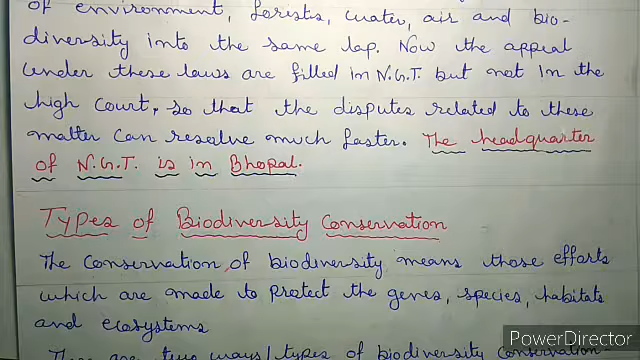 of environment, forests, water, air and bio-
diversity into the same lap. Now the appeal
under these laws are filled in N.G.T. but not in the
high Court, so that the disputes related to these
matter can resolve much faster. The headquarter
of N.G.T. is in Bhopal.
Types of Biodiversity Conservation
The Conservation of biodiversity means those efforts
which are made to protect the genes, species, habitats
and ecosystems
There are two ways/types of biodiversity conservation-
PowerDirector